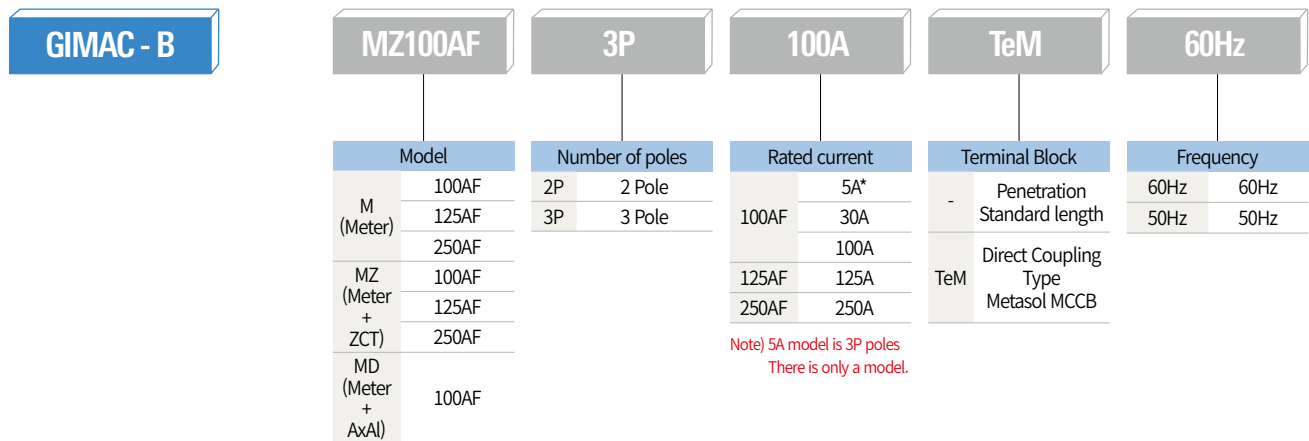 GIMAC - B
MZ100AF
3P
100A
TeM
60Hz
Model
M
(Meter)
100AF
125AF
250AF
MZ
(Meter
+
ZCT)
100AF
125AF
250AF
MD
(Meter
+
AxAl)
100AF
Number of poles
2P 2 Pole
3P 3 Pole
Rated current
100AF
5A*
30A
100A
125AF 125A
250AF 250A
Note) 5A model is 3P poles
There is only a model.
Terminal Block
-
Penetration
Standard length
TeM
Direct Coupling
Type
Metasol MCCB
Frequency
60Hz 60Hz
50Hz 50Hz